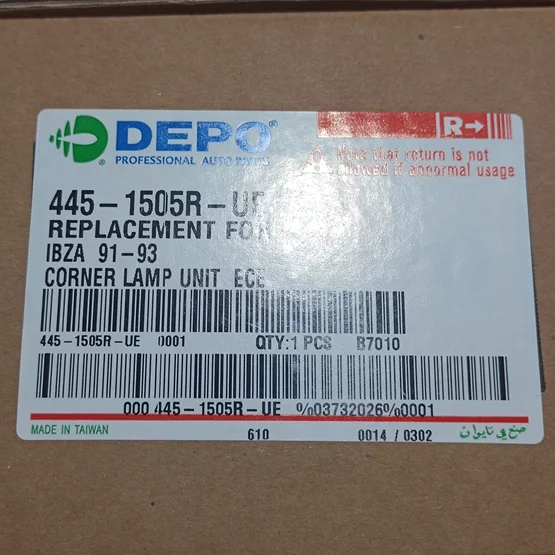 DEPO®
PROFESSIONAL AUTO PARTS
R→
Note that return is not
allowed if abnormal usage
445-1505R-UE
REPLACEMENT FOR
IBZA 91-93
CORNER LAMP UNIT ECE
445-1505R-UE 0001 QTY:1 PCS B7010
000 445-1505R-UE %03732026%0001
MADE IN TAIWAN 610 0014 / 0302 صنع في تايوان